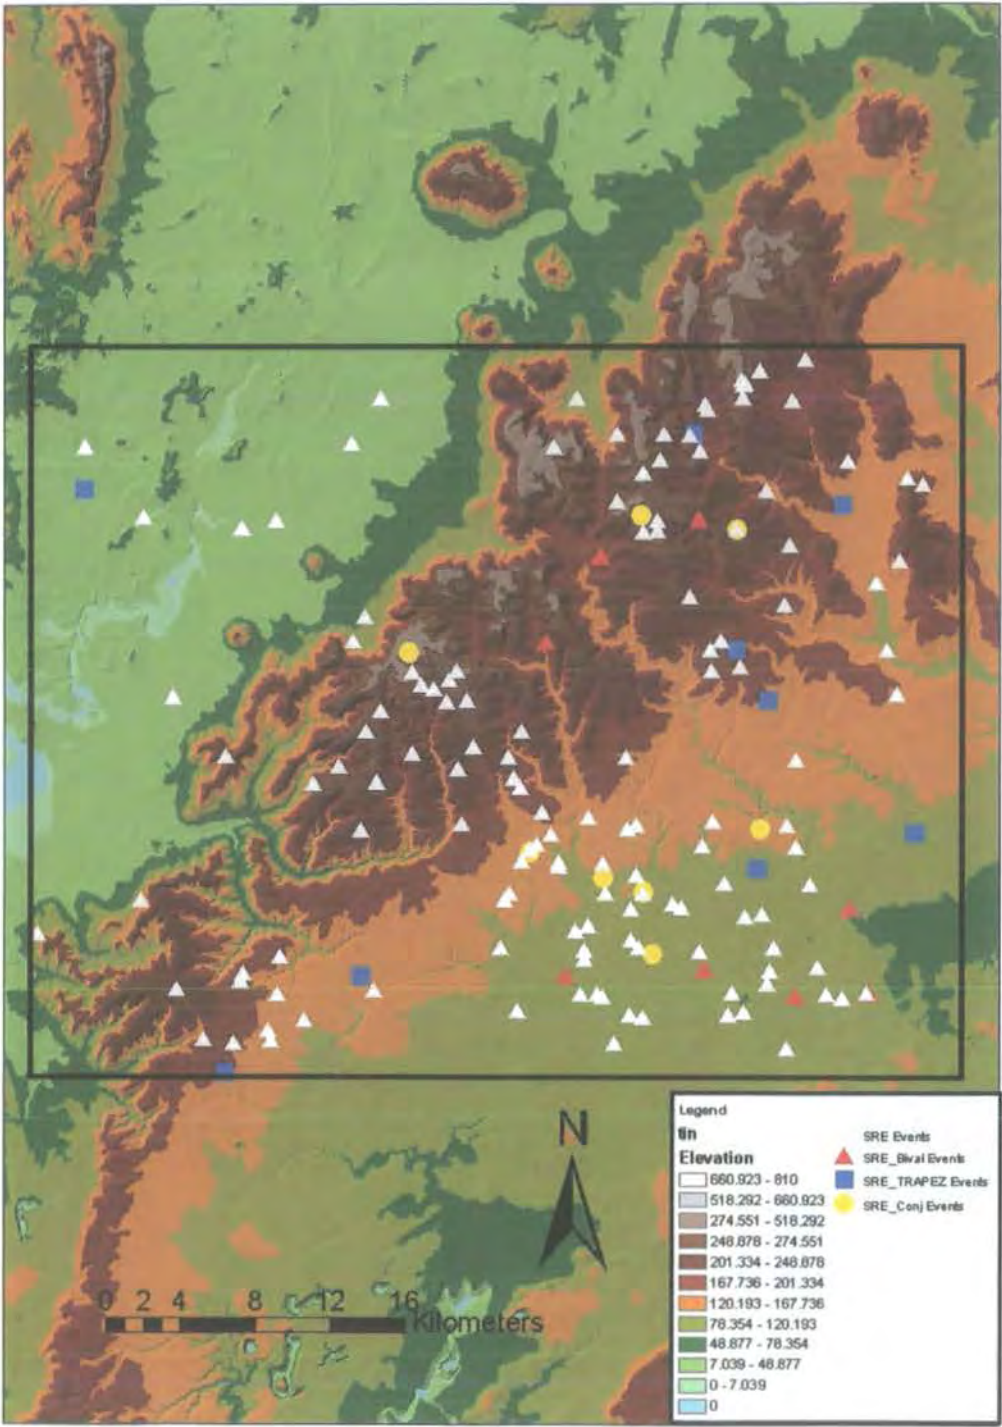 N
0 2 4 8 12 16
Kilometers
Legend
tin
Elevation
660.923 - 810
518.292 - 660.923
274.551 - 518.292
248.878 - 274.551
201.334 - 248.878
167.736 - 201.334
120.193 - 167.736
78.354 - 120.193
48.877 - 78.354
7.039 - 48.877
0 - 7.039
0
SRE Events
SRE_Bival Events
SRE_TRAPEZ Events
SRE_Conj Events